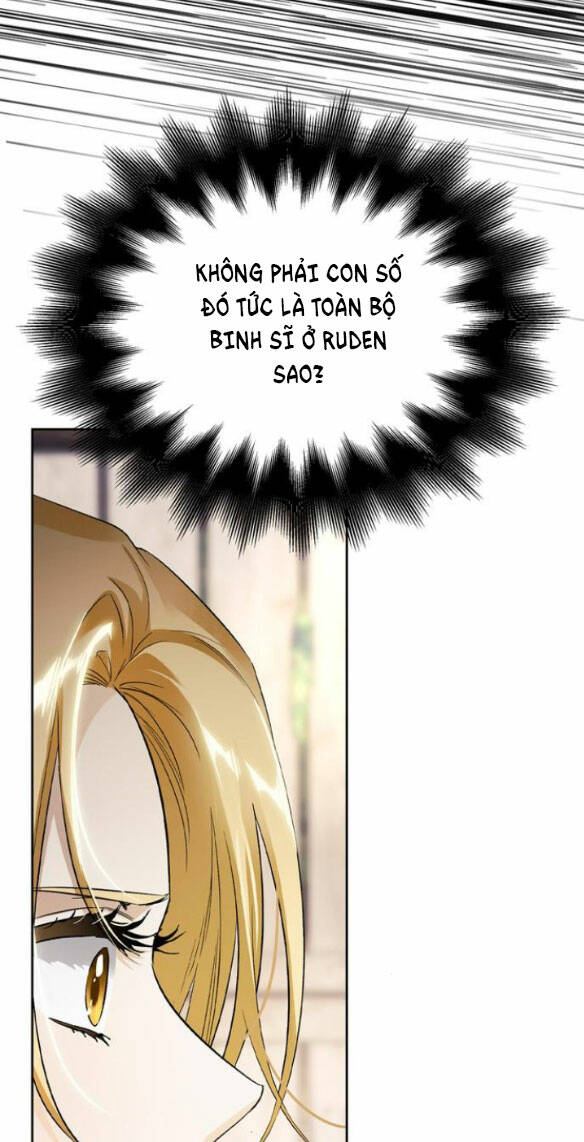 KHÔNG PHẢI CON SỐ
ĐÓ TỨC LÀ TOÀN BỘ
BINH SĨ Ở RUDEN
SAO?